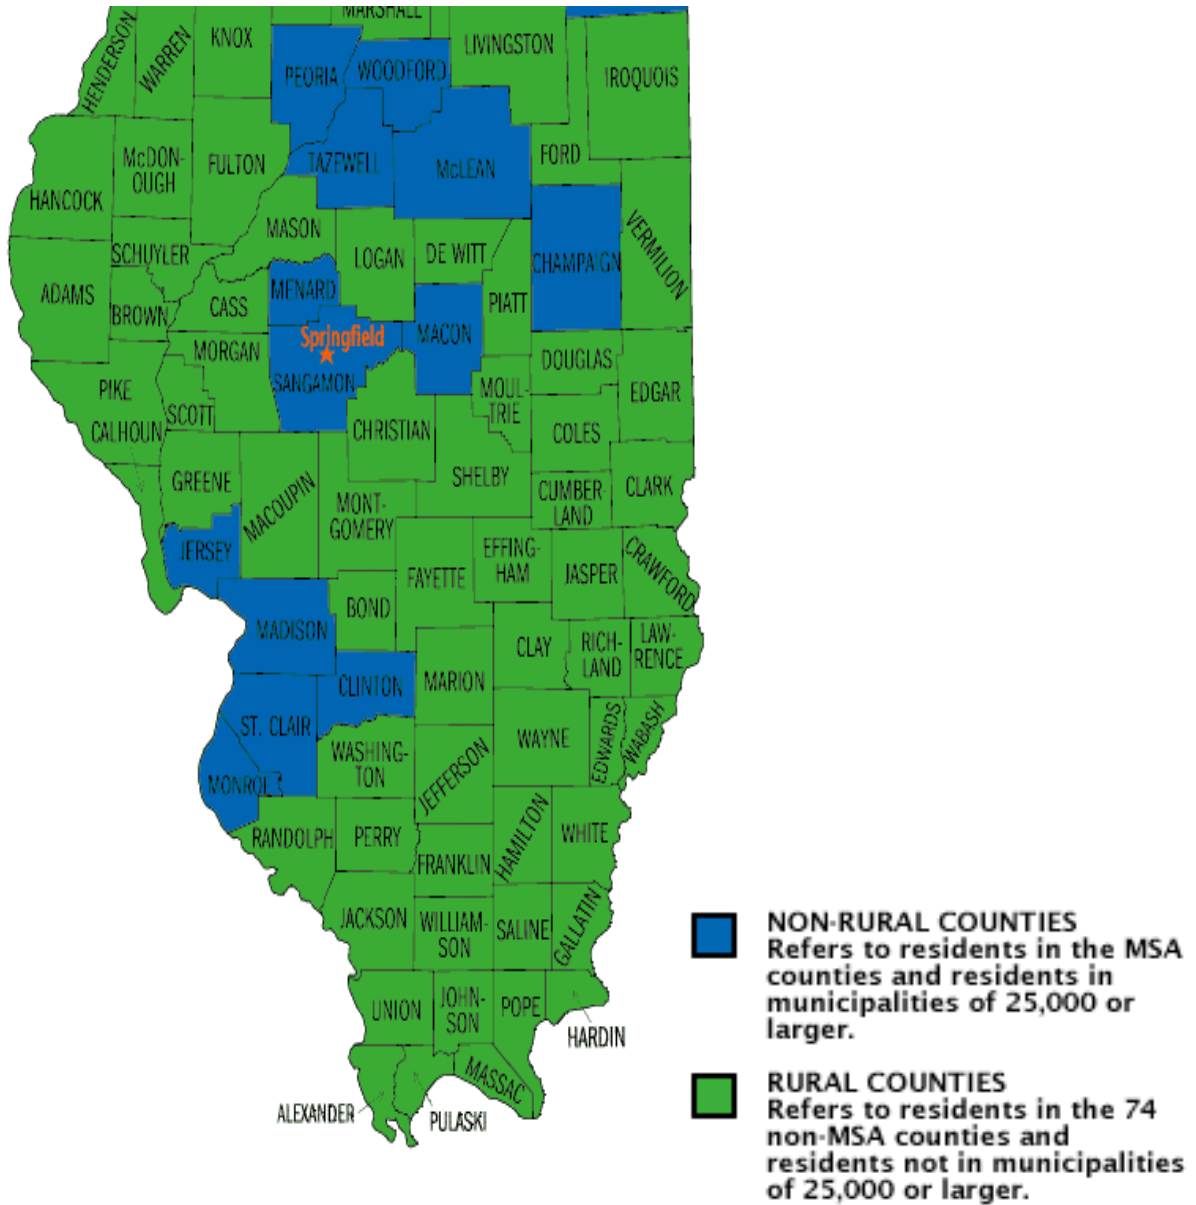 MARSHALL
HENDERSON
WARREN
KNOX
PEORIA
WOODFORD
LIVINGSTON
IROQUOIS
HANCOCK
McDON-
OUGH
FULTON
TAZEWELL
McLEAN
FORD
VERMILION
SCHUYLER
MASON
LOGAN
DE WITT
CHAMPAIGN
ADAMS
BROWN
CASS
MENARD
MACON
PIATT
Springfield
MORGAN
SANGAMON
DOUGLAS
EDGAR
PIKE
SCOTT
CHRISTIAN
MOUL-
TRIE
COLES
CALHOUN
GREENE
MACOUPIN
MONT-
GOMERY
SHELBY
CUMBER-
LAND
CLARK
JERSEY
FAYETTE
EFFING-
HAM
JASPER
CRAWFORD
MADISON
BOND
CLAY
RICH-
LAND
LAW-
RENCE
CLINTON
MARION
ST. CLAIR
WASHING-
TON
JEFFERSON
WAYNE
EDWARDS
WABASH
MONROE
RANDOLPH
PERRY
FRANKLIN
HAMILTON
WHITE
JACKSON
WILLIAM-
SON
SALINE
GALLATIN
UNION
JOHN-
SON
POPE
HARDIN
ALEXANDER
PULASKI
MASSAC
NON-RURAL COUNTIES
Refers to residents in the MSA
counties and residents in
municipalities of 25,000 or
larger.
RURAL COUNTIES
Refers to residents in the 74
non-MSA counties and
residents not in municipalities
of 25,000 or larger.